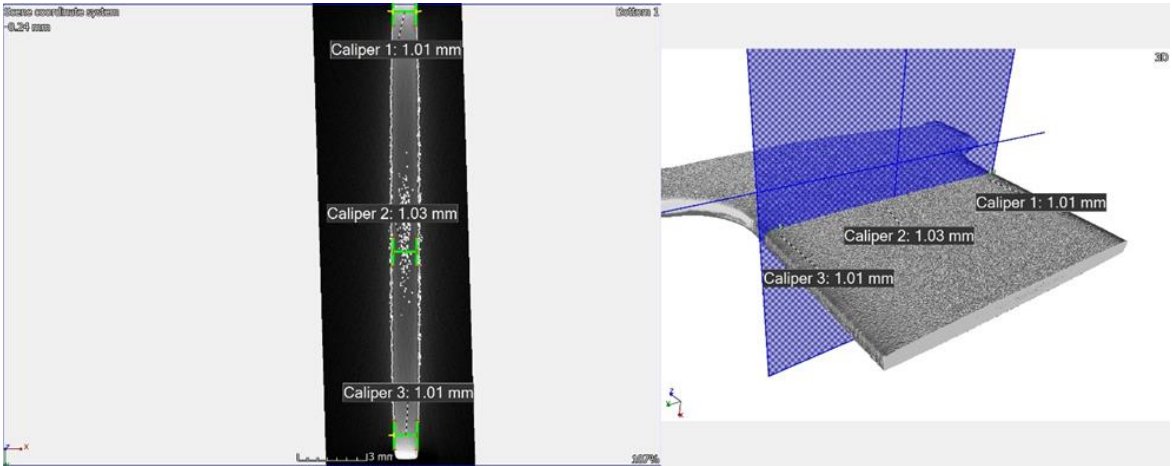 Scene coordinate system
-0.24 mm
Bottom 1
Caliper 1: 1.01 mm
Caliper 2: 1.03 mm
Caliper 3: 1.01 mm
3 mm
107%
x
3D
Caliper 1: 1.01 mm
Caliper 2: 1.03 mm
Caliper 3: 1.01 mm
z
y
x